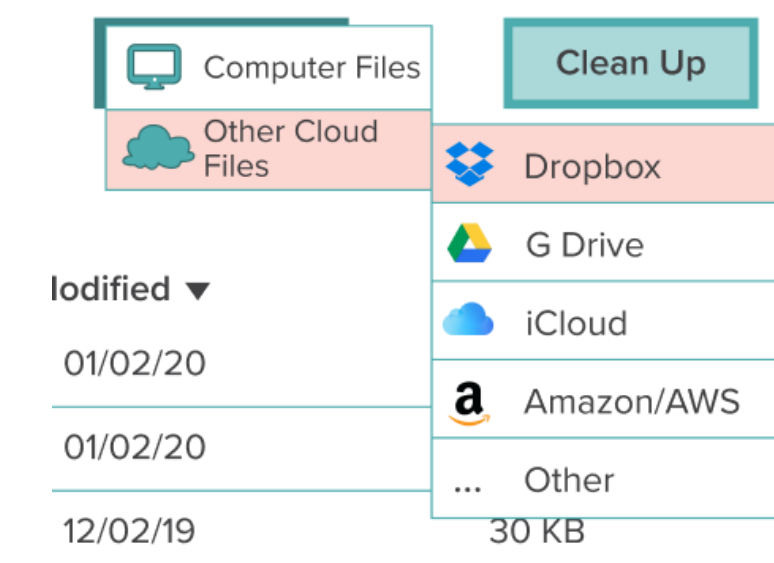 Computer Files
Clean Up
Other Cloud
Files
Dropbox
G Drive
iCloud
odified ▼
01/02/20
Amazon/AWS
01/02/20
... Other
12/02/19
30 KB